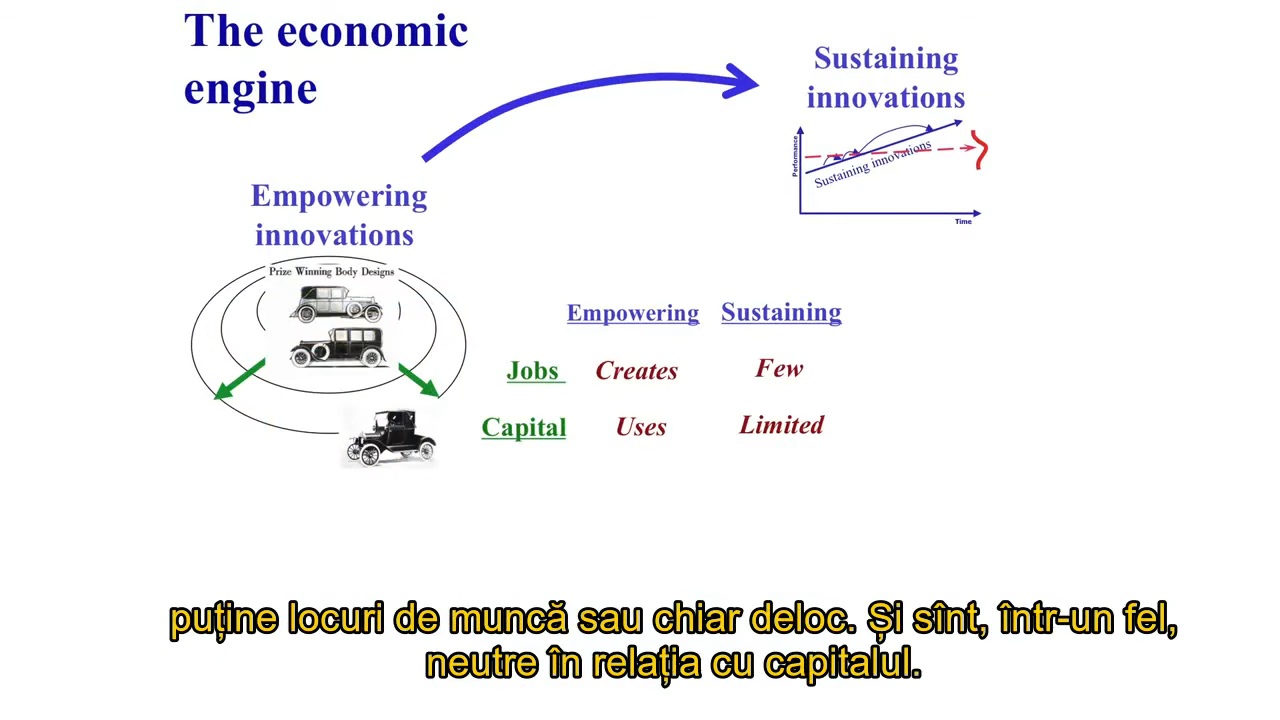 The economic
engine
Sustaining
innovations
Performance
Sustaining innovations
Time
Empowering
innovations
Prize Winning Body Designs
Empowering Sustaining
Jobs Creates Few
Capital Uses Limited
puține locuri de muncă sau chiar deloc. Și sînt, într-un fel,
neutre în relația cu capitalul.